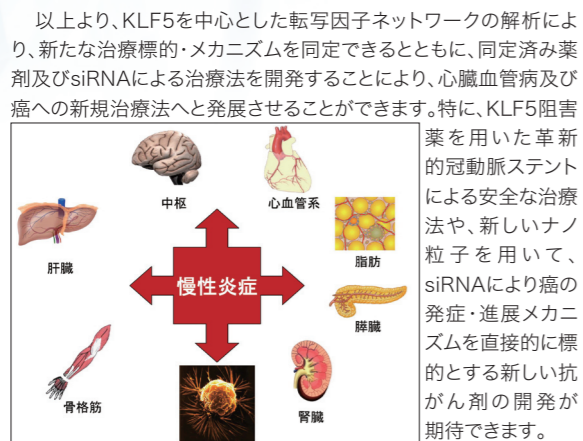 以上より、KLF5を中心とした転写因子ネットワークの解析によ
り、新たな治療標的・メカニズムを同定できるとともに、同定済み薬
剤及びsiRNAによる治療法を開発することにより、心臓血管病及び
癌への新規治療法へと発展させることができます。特に、KLF5阻害
薬を用いた革新
的冠動脈ステント
による安全な治療
法や、新しいナノ
粒子を用いて、
siRNAにより癌の
発症・進展メカニ
ズムを直接的に標
的とする新しい抗
がん剤の開発が
期待できます。
中枢
心血管系
肝臓
脂肪
慢性炎症
膵臓
骨格筋
腎臓